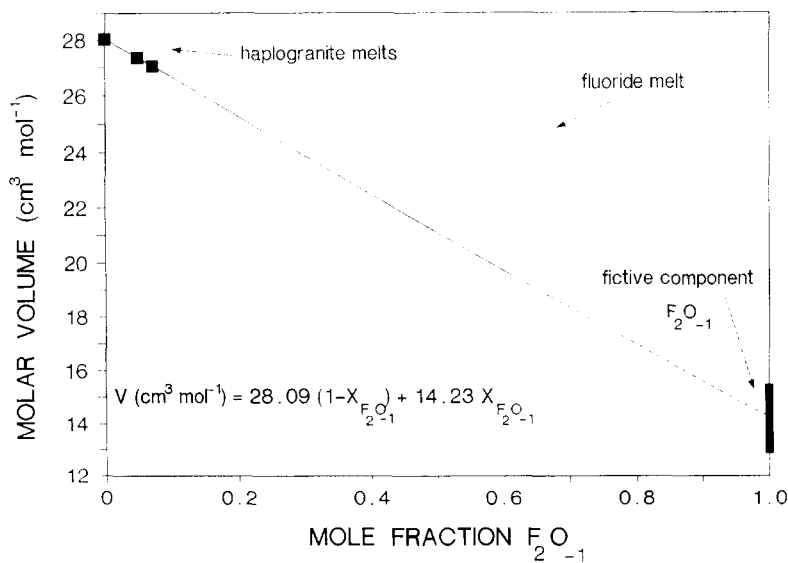 28
haplogranite melts
26
fluoride melt
24
22
20
fictive component
18
F2O-1
16
V (cm3 mol-1) = 28.09 (1-XF2O-1) + 14.23 XF2O-1
14
12
0 0.2 0.4 0.6 0.8 1.0
MOLE FRACTION F2O-1
MOLAR VOLUME (cm3 mol-1)